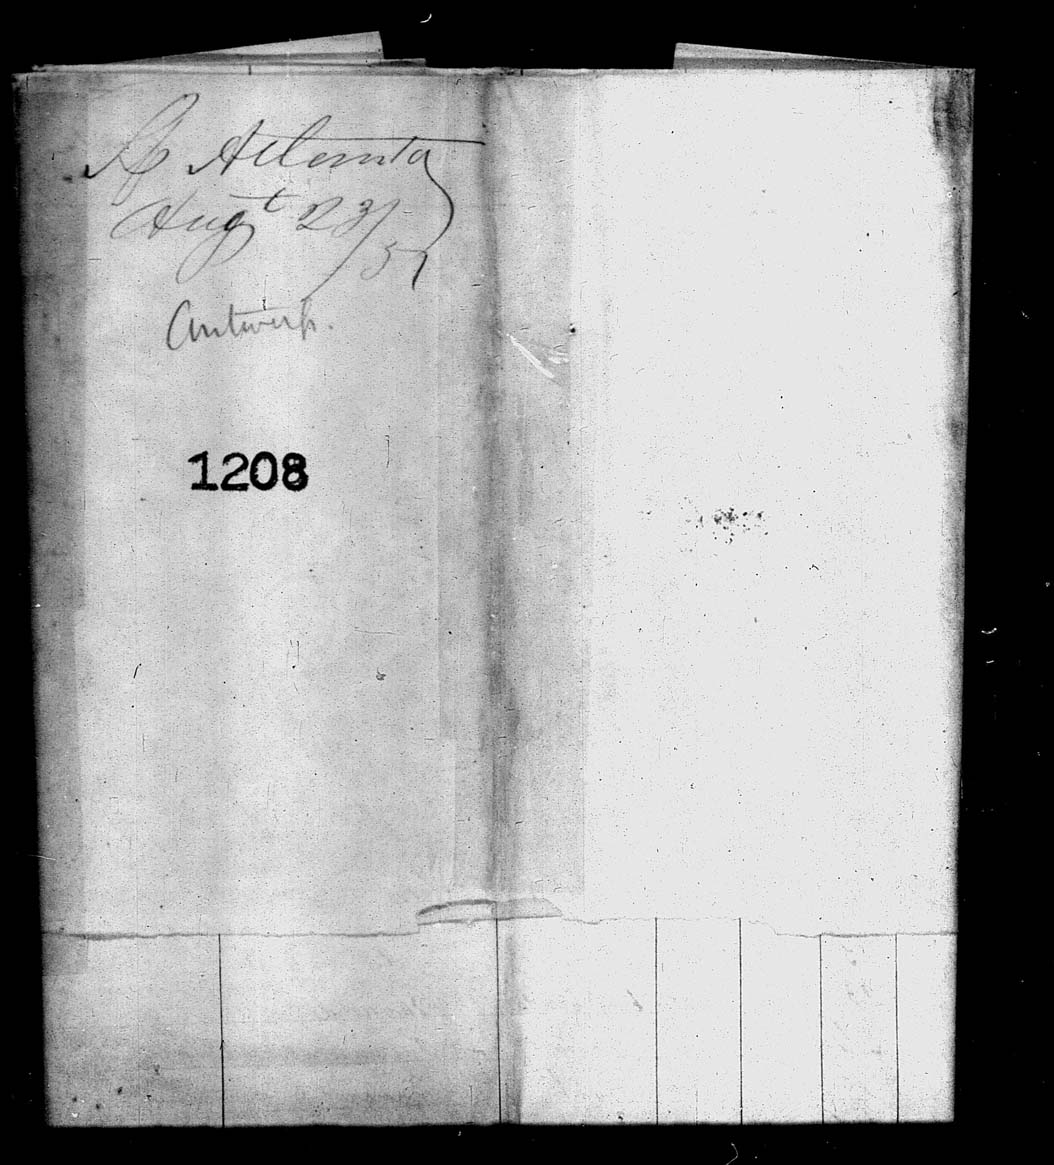 Atlanta
Augt 23/57
Antwerp.
1208